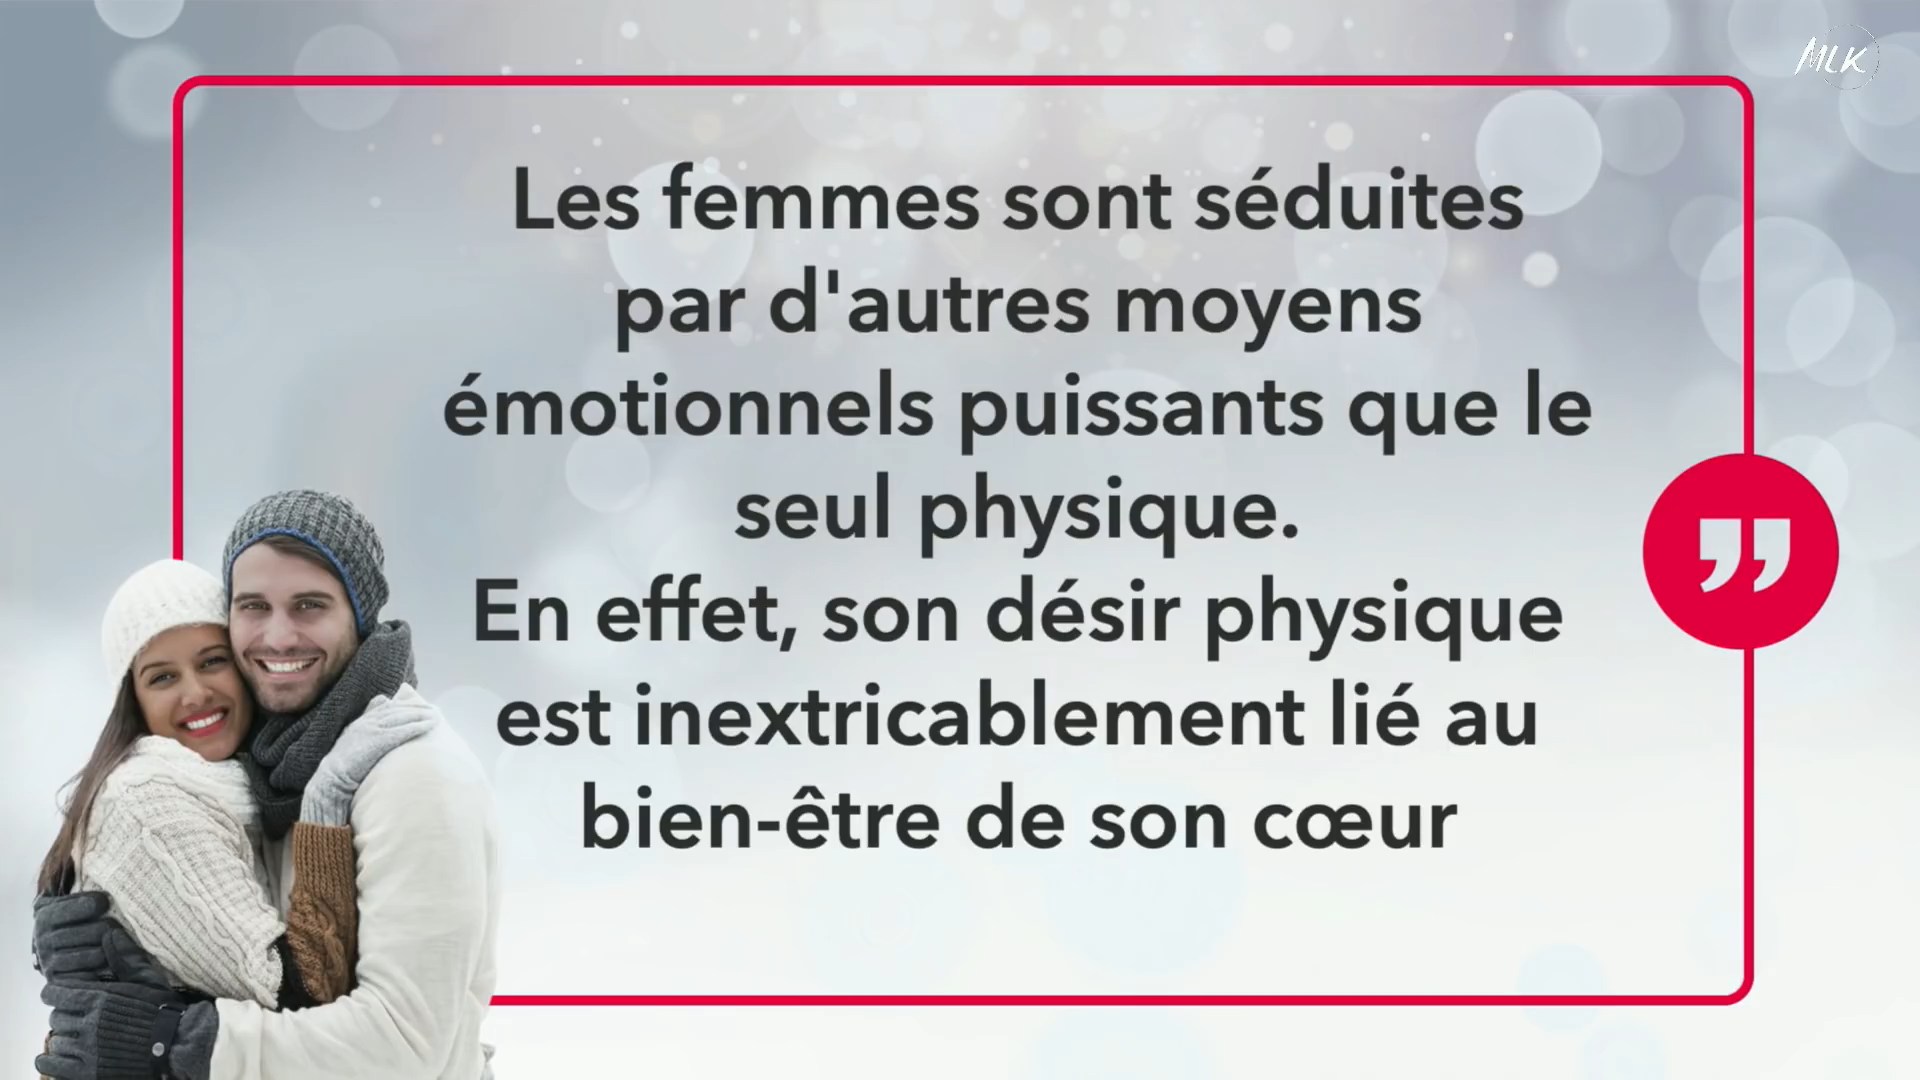 MLK
Les femmes sont séduites
par d'autres moyens
émotionnels puissants que le
seul physique.
En effet, son désir physique
est inextricablement lié au
bien-être de son cœur
”